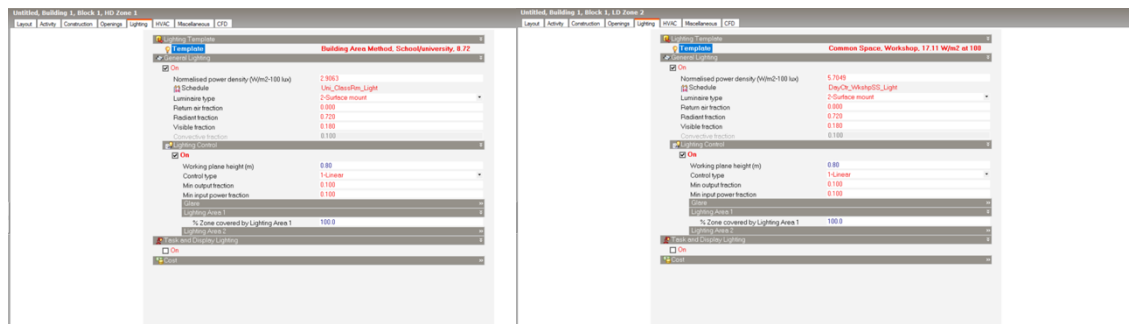 Untitled, Building 1, Block 1, HD Zone 1
Layout Activity Construction Openings Lighting HVAC Miscellaneous CFD
Lighting Template
Template Building Area Method, School/university, 8.72
General Lighting
On
Normalised power density (W/m2-100 lux) 2.9063
Schedule Uni_ClassRm_Light
Luminaire type 2-Surface mount
Return air fraction 0.000
Radiant fraction 0.720
Visible fraction 0.180
Convective fraction 0.100
Lighting Control
On
Working plane height (m) 0.80
Control type 1-Linear
Min output fraction 0.100
Min input power fraction 0.100
Glare
Lighting Area 1
% Zone covered by Lighting Area 1 100.0
Lighting Area 2
Task and Display Lighting
On
Cost
Untitled, Building 1, Block 1, LD Zone 2
Layout Activity Construction Openings Lighting HVAC Miscellaneous CFD
Lighting Template
Template Common Space, Workshop, 17.11 W/m2 at 100
General Lighting
On
Normalised power density (W/m2-100 lux) 5.7049
Schedule DayCtr_WkshpSS_Light
Luminaire type 2-Surface mount
Return air fraction 0.000
Radiant fraction 0.720
Visible fraction 0.180
Convective fraction 0.100
Lighting Control
On
Working plane height (m) 0.80
Control type 1-Linear
Min output fraction 0.100
Min input power fraction 0.100
Glare
Lighting Area 1
% Zone covered by Lighting Area 1 100.0
Lighting Area 2
Task and Display Lighting
On
Cost